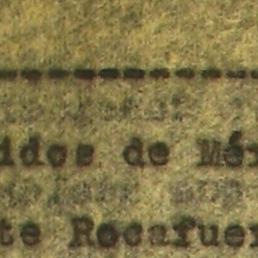 idos de Méx
te Rocafuer